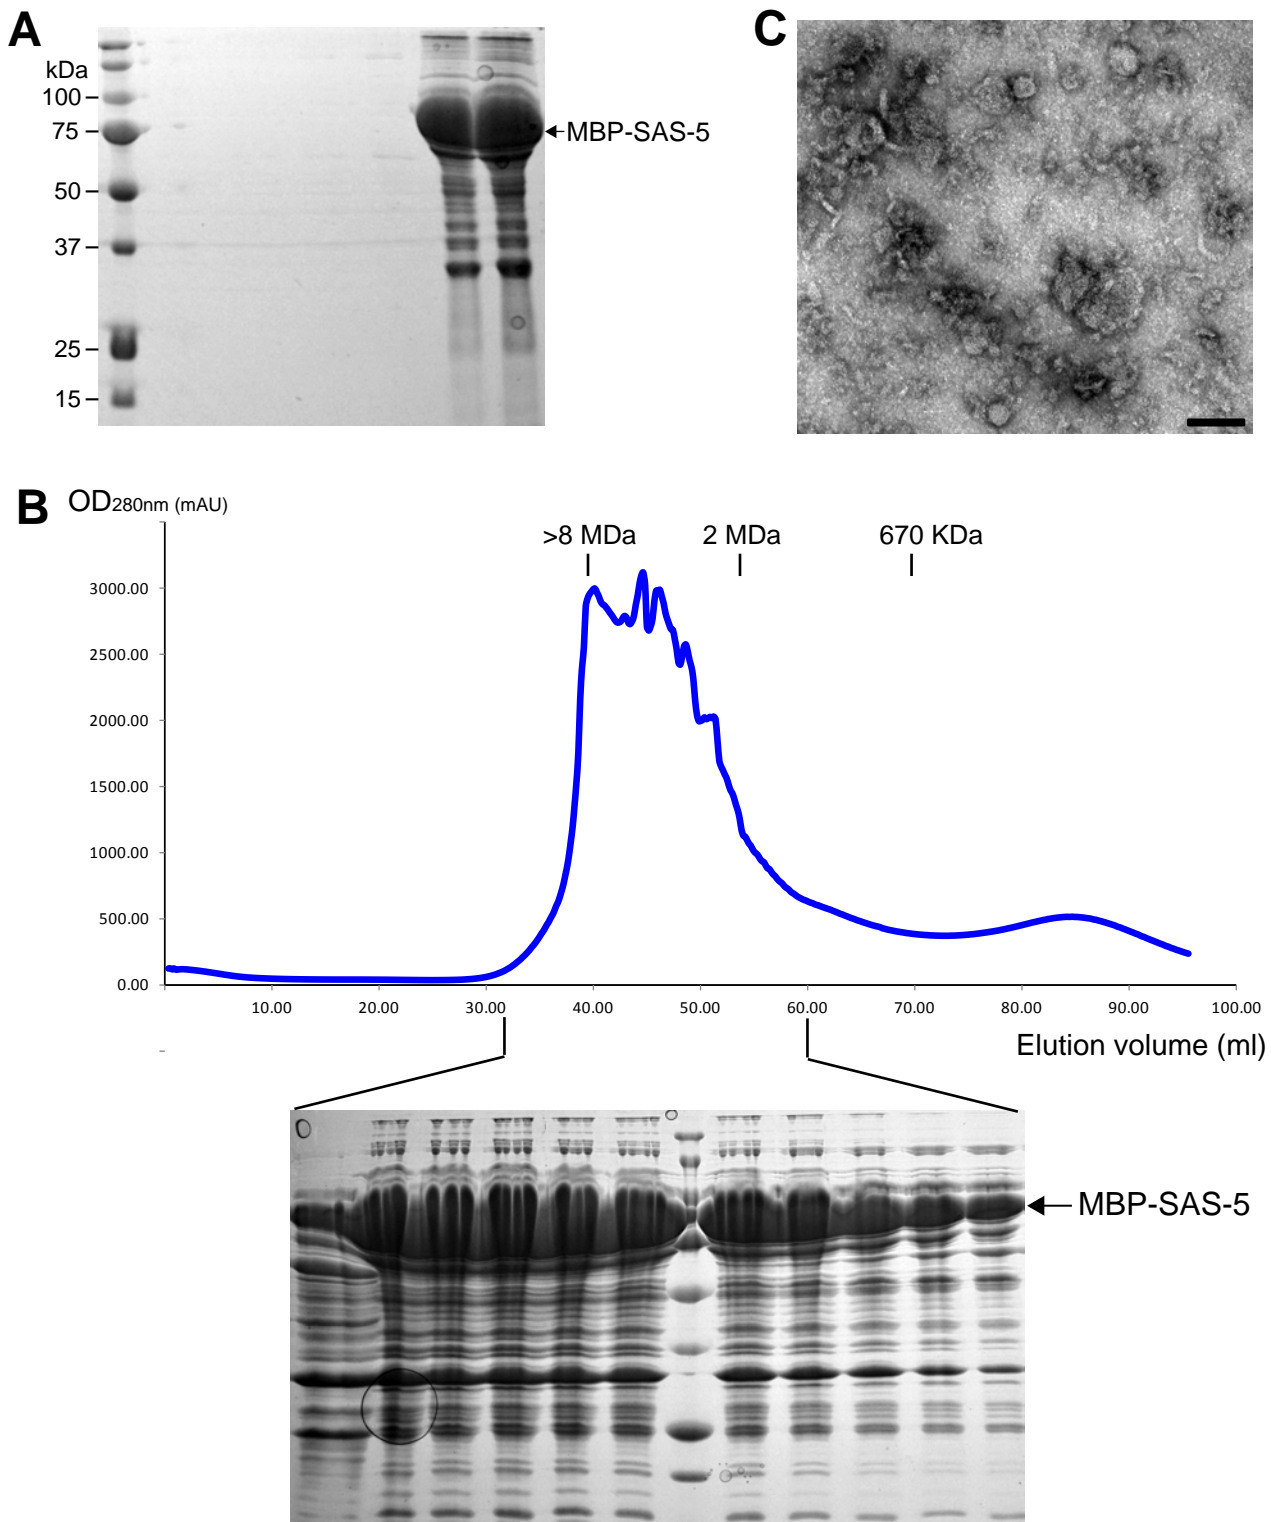 A
kDa
100
75
50
37
25
15
MBP-SAS-5
C
B
OD280nm (mAU)
>8 MDa 2 MDa 670 KDa
3000.00
2500.00
2000.00
1500.00
1000.00
500.00
0.00
10.00 20.00 30.00 40.00 50.00 60.00 70.00 80.00 90.00 100.00
Elution volume (ml)
MBP-SAS-5